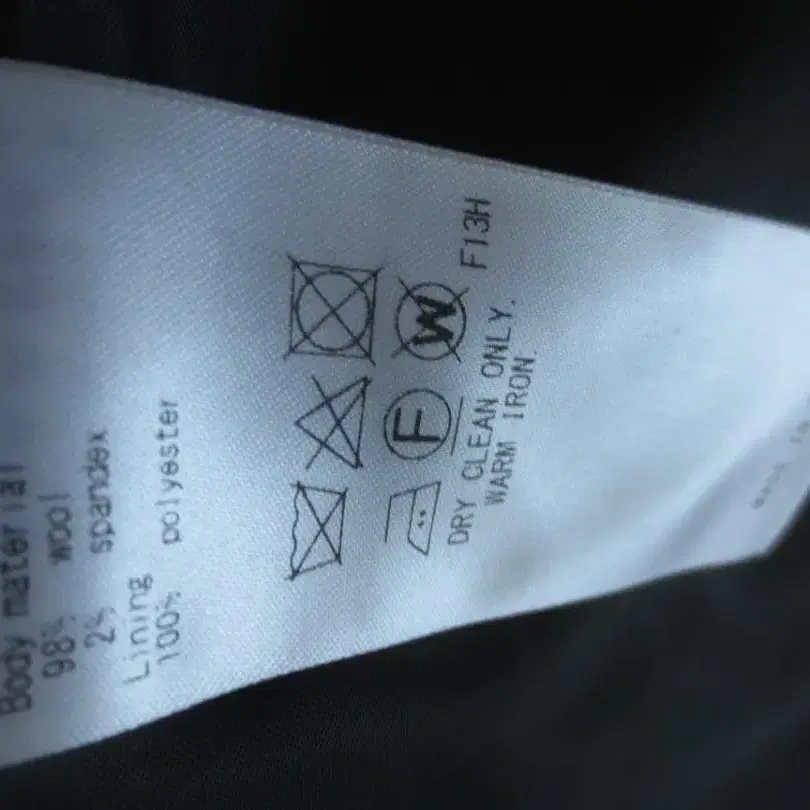 Body material
98% wool
2% spandex
Lining
100% polyester
F
W
DRY CLEAN ONLY. F13H
WARM IRON.